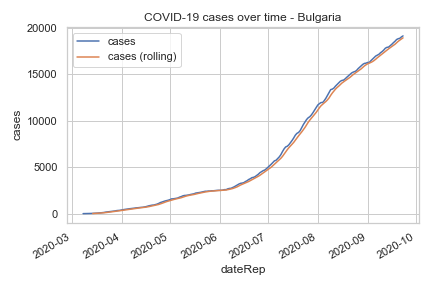 COVID-19 cases over time - Bulgaria
cases
cases (rolling)
20000
15000
10000
5000
0
cases
2020-03
2020-04
2020-05
2020-06
2020-07
2020-08
2020-09
2020-10
dateRep